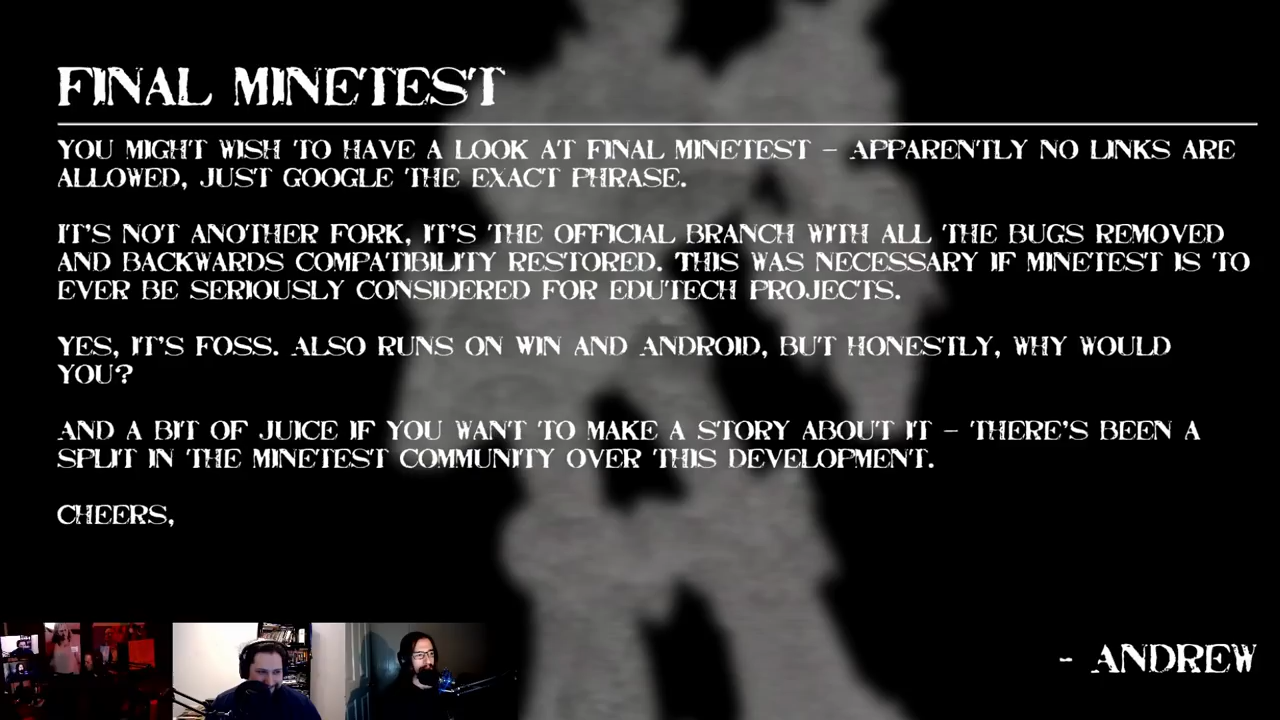 FINAL MINETEST
YOU MIGHT WISH TO HAVE A LOOK AT FINAL MINETEST – APPARENTLY NO LINKS ARE
ALLOWED, JUST GOOGLE THE EXACT PHRASE.
IT'S NOT ANOTHER FORK, IT'S THE OFFICIAL BRANCH WITH ALL THE BUGS REMOVED
AND BACKWARDS COMPATIBILITY RESTORED. THIS WAS NECESSARY IF MINETEST IS TO
EVER BE SERIOUSLY CONSIDERED FOR EDUTECH PROJECTS.
YES, IT'S FOSS. ALSO RUNS ON WIN AND ANDROID, BUT HONESTLY, WHY WOULD
YOU?
AND A BIT OF JUICE IF YOU WANT TO MAKE A STORY ABOUT IT – THERE'S BEEN A
SPLIT IN THE MINETEST COMMUNITY OVER THIS DEVELOPMENT.
CHEERS,
- ANDREW